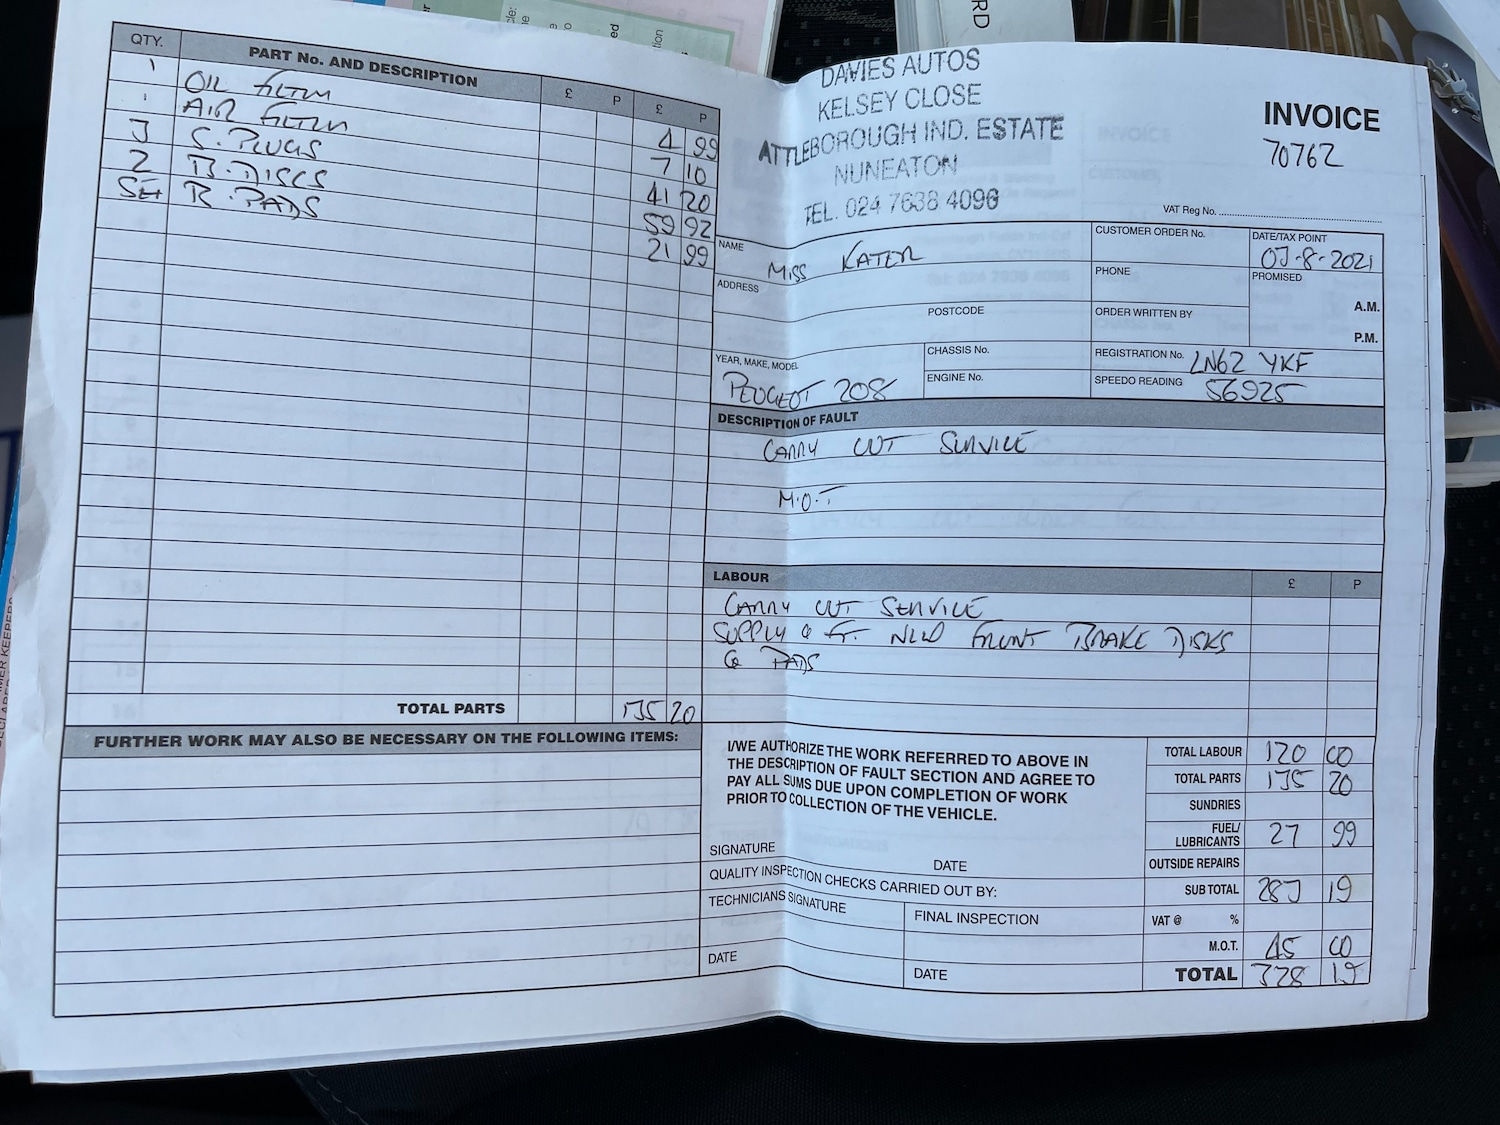 QTY. PART No. AND DESCRIPTION £ P £ P
1 OIL FILTER 4 99
1 AIR FILTER 7 10
3 S. PLUGS 41 20
2 B. DISCS 59 92
SET B. PADS 21 99
TOTAL PARTS 135 20
FURTHER WORK MAY ALSO BE NECESSARY ON THE FOLLOWING ITEMS:
DAVIES AUTOS
KELSEY CLOSE
ATTLEBOROUGH IND. ESTATE
NUNEATON
TEL. 024 7638 4096
INVOICE
70762
VAT Reg No.
NAME MISS KATER
CUSTOMER ORDER No.
DATE/TAX POINT
03-8-2021
ADDRESS
PHONE
PROMISED
A.M.
POSTCODE
ORDER WRITTEN BY
P.M.
YEAR, MAKE, MODEL
PEUGEOT 208
CHASSIS No.
ENGINE No.
REGISTRATION No. LN62 YKF
SPEEDO READING 56925
DESCRIPTION OF FAULT
CARRY OUT SERVICE
M.O.T
LABOUR £ P
CARRY OUT SERVICE
SUPPLY & FIT NEW FRONT BRAKE DISKS
& PADS
I/WE AUTHORIZE THE WORK REFERRED TO ABOVE IN
THE DESCRIPTION OF FAULT SECTION AND AGREE TO
PAY ALL SUMS DUE UPON COMPLETION OF WORK
PRIOR TO COLLECTION OF THE VEHICLE.
SIGNATURE DATE
QUALITY INSPECTION CHECKS CARRIED OUT BY:
TECHNICIANS SIGNATURE
FINAL INSPECTION
DATE
DATE
TOTAL LABOUR 120 00
TOTAL PARTS 135 20
SUNDRIES
FUEL/
LUBRICANTS 27 99
OUTSIDE REPAIRS
SUB TOTAL 283 19
VAT @ %
M.O.T. 45 00
TOTAL 328 19